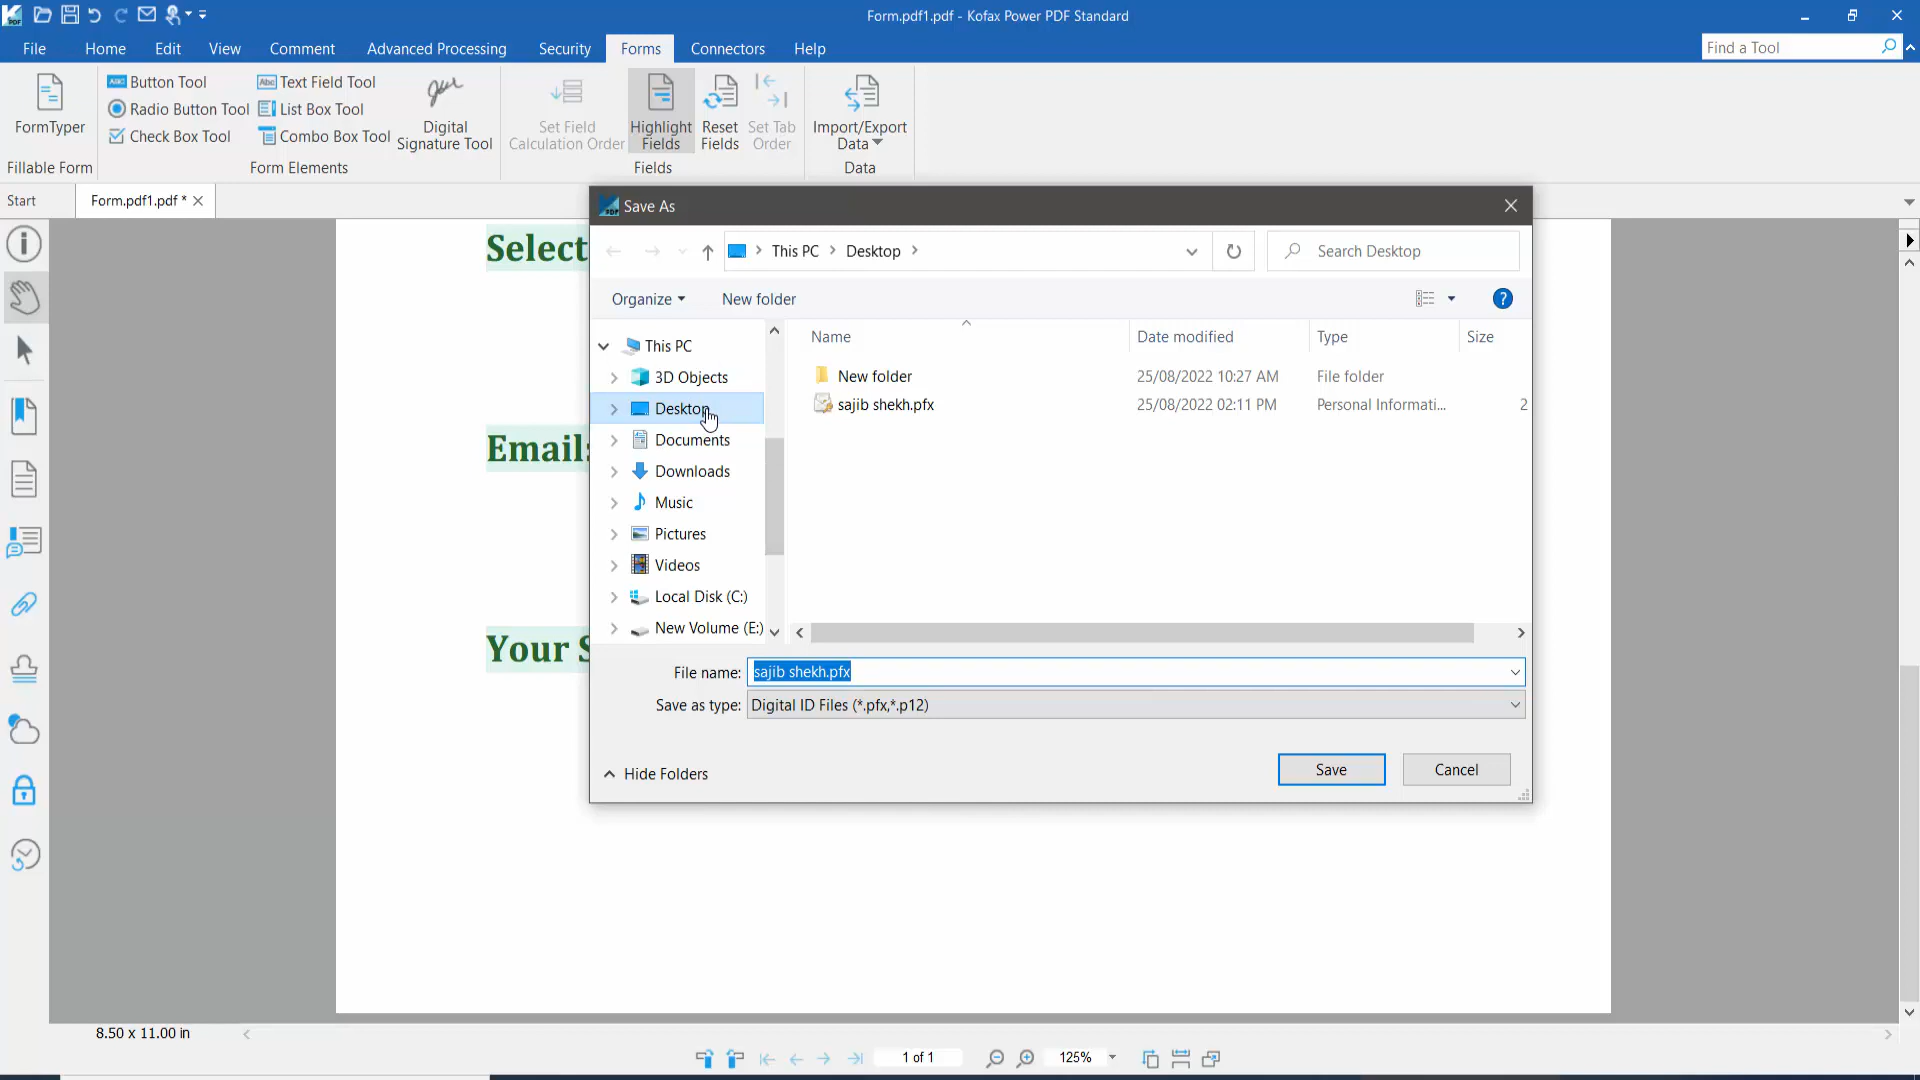 Form.pdf1.pdf - Kofax Power PDF Standard
File Home Edit View Comment Advanced Processing Security Forms Connectors Help
Find a Tool
FormTyper
Fillable Form
Button Tool
Radio Button Tool
Check Box Tool
Text Field Tool
List Box Tool
Combo Box Tool
Digital
Signature Tool
Form Elements
Set Field
Calculation Order
Highlight
Fields
Reset
Fields
Set Tab
Order
Fields
Import/Export
Data
Data
Start
Form.pdf1.pdf *
Select
Email:
Your S
Save As
This PC
Desktop
Search Desktop
Organize
New folder
This PC
3D Objects
Desktop
Documents
Downloads
Music
Pictures
Videos
Local Disk (C:)
New Volume (E:)
Name Date modified Type Size
New folder 25/08/2022 10:27 AM File folder
sajib shekh.pfx 25/08/2022 02:11 PM Personal Informati... 2
File name: sajib shekh.pfx
Save as type: Digital ID Files (*.pfx,*.p12)
Hide Folders
Save
Cancel
8.50 x 11.00 in
1 of 1
125%